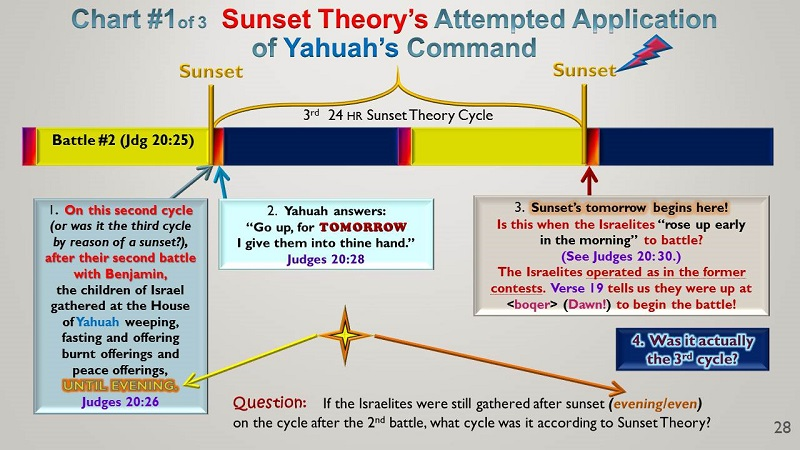 Chart #1 of 3 Sunset Theory's Attempted Application
of Yahuah's Command
Sunset
Sunset
3rd 24 HR Sunset Theory Cycle
Battle #2 (Jdg 20:25)
1. On this second cycle
(or was it the third cycle
by reason of a sunset?),
after their second battle
with Benjamin,
the children of Israel
gathered at the House
of Yahuah weeping,
fasting and offering
burnt offerings and
peace offerings,
UNTIL EVENING.
Judges 20:26
2. Yahuah answers:
"Go up, for TOMORROW
I give them into thine hand."
Judges 20:28
3. Sunset's tomorrow begins here!
Is this when the Israelites "rose up early
in the morning" to battle?
(See Judges 20:30.)
The Israelites operated as in the former
contests. Verse 19 tells us they were up at
<boqer> (Dawn!) to begin the battle!
4. Was it actually
the 3rd cycle?
Question: If the Israelites were still gathered after sunset (evening/even)
on the cycle after the 2nd battle, what cycle was it according to Sunset Theory?
28